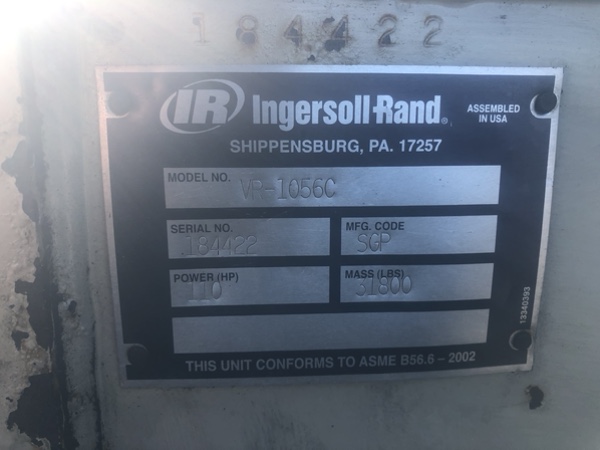 184422
IR Ingersoll-Rand® ASSEMBLED IN USA
SHIPPENSBURG, PA. 17257
MODEL NO. VR-1056C
SERIAL NO. 184422
MFG. CODE SGP
POWER (HP) 110
MASS (LBS) 31800
13340393
THIS UNIT CONFORMS TO ASME B56.6 – 2002